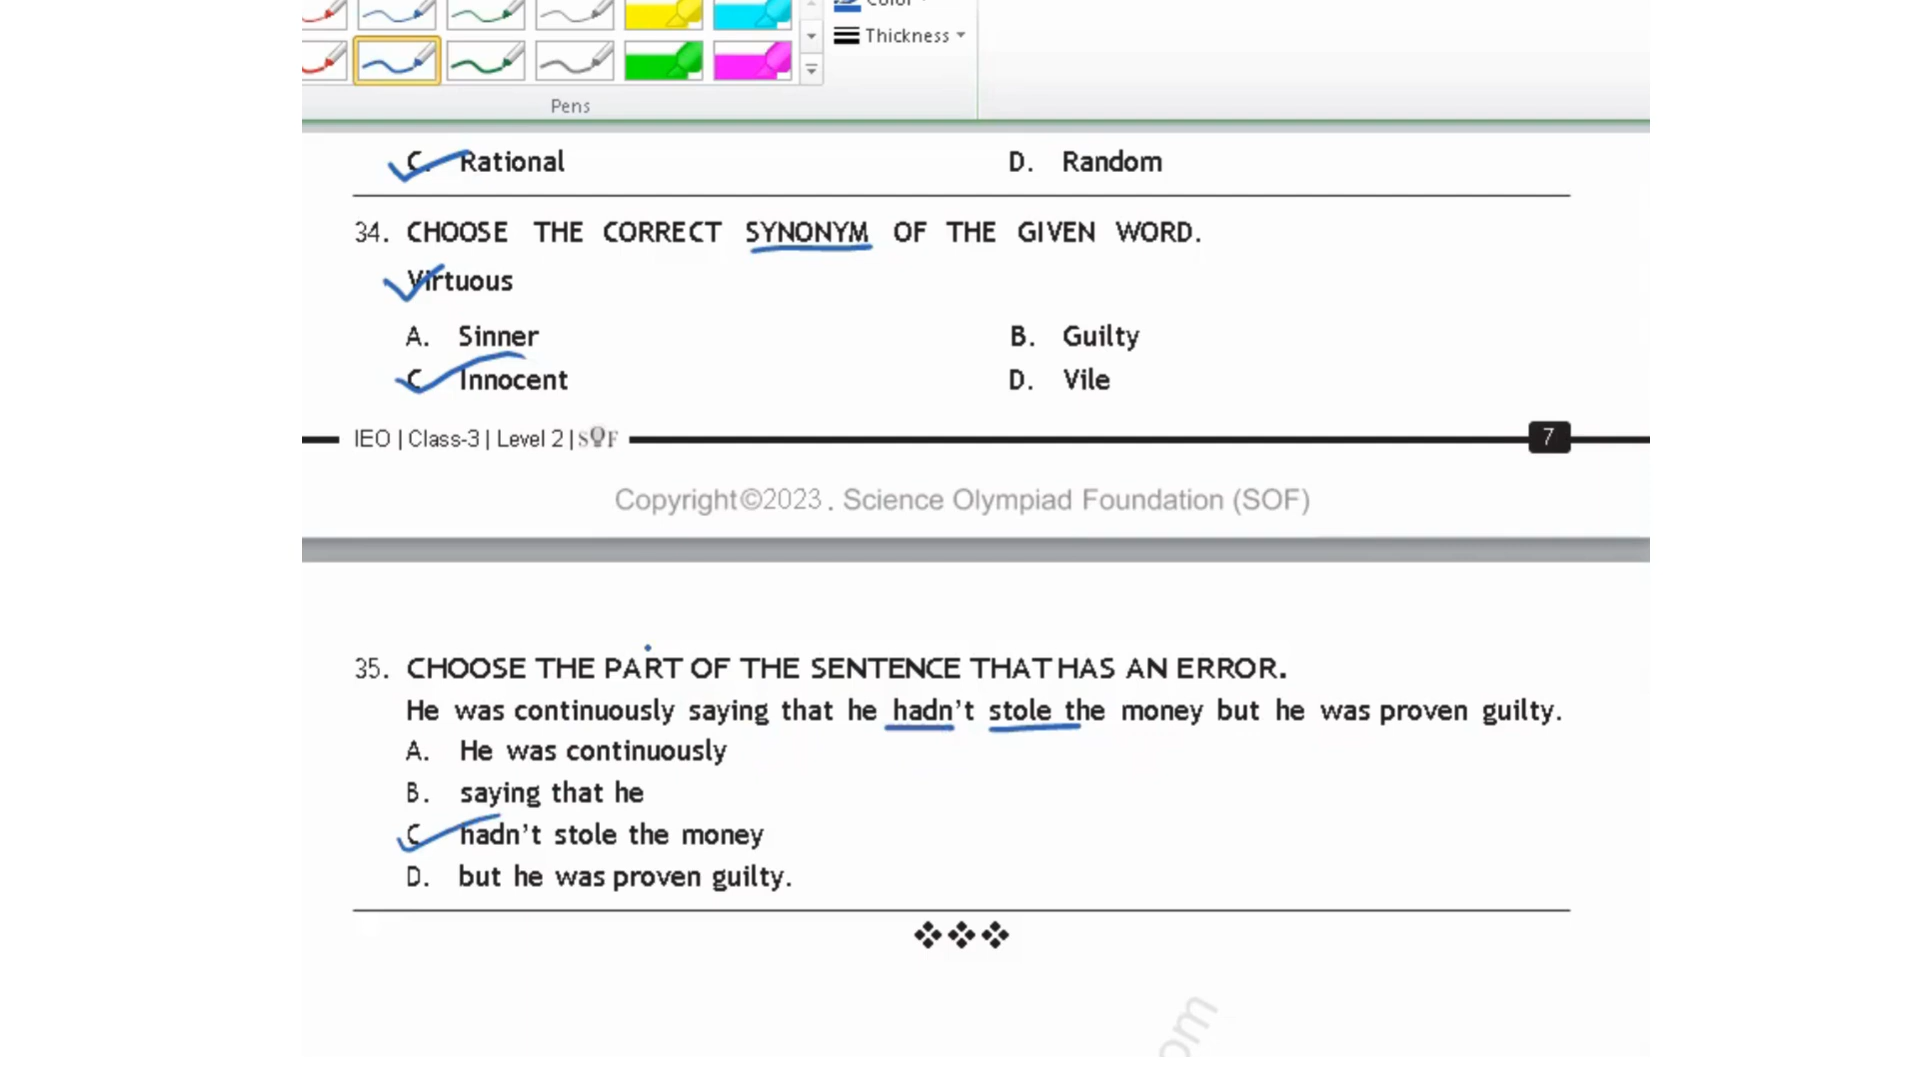 Thickness
Pens
C. Rational D. Random
34. CHOOSE THE CORRECT SYNONYM OF THE GIVEN WORD.
Virtuous
A. Sinner B. Guilty
C Innocent D. Vile
IEO | Class-3 | Level 2 | SOF 7
Copyright©2023. Science Olympiad Foundation (SOF)
35. CHOOSE THE PART OF THE SENTENCE THAT HAS AN ERROR.
He was continuously saying that he hadn't stole the money but he was proven guilty.
A. He was continuously
B. saying that he
C hadn't stole the money
D. but he was proven guilty.
om